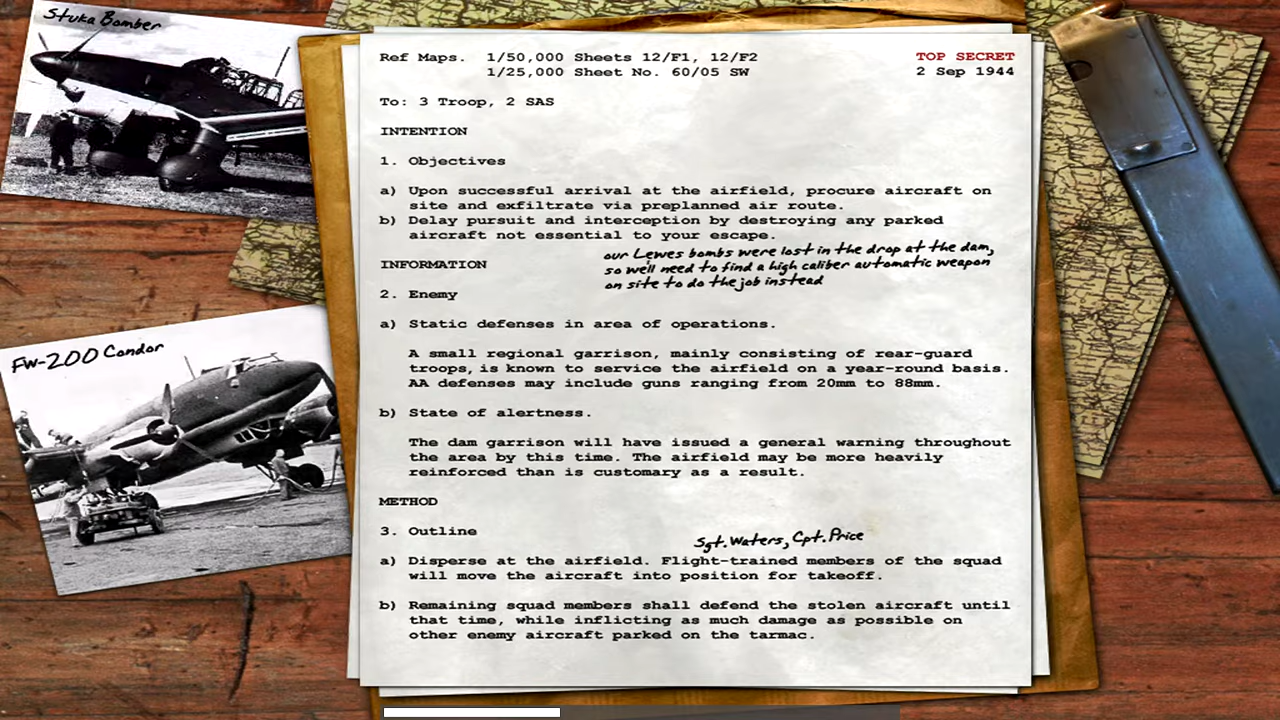 Stuka Bomber
FW-200 Condor
Ref Maps. 1/50,000 Sheets 12/F1, 12/F2
1/25,000 Sheet No. 60/05 SW
TOP SECRET
2 Sep 1944
To: 3 Troop, 2 SAS
INTENTION
1. Objectives
a) Upon successful arrival at the airfield, procure aircraft on
site and exfiltrate via preplanned air route.
b) Delay pursuit and interception by destroying any parked
aircraft not essential to your escape.
our Lewes bombs were lost in the drop at the dam,
so we'll need to find a high caliber automatic weapon
on site to do the job instead
INFORMATION
2. Enemy
a) Static defenses in area of operations.
A small regional garrison, mainly consisting of rear-guard
troops, is known to service the airfield on a year-round basis.
AA defenses may include guns ranging from 20mm to 88mm.
b) State of alertness.
The dam garrison will have issued a general warning throughout
the area by this time. The airfield may be more heavily
reinforced than is customary as a result.
METHOD
3. Outline
Sgt. Waters, Cpt. Price
a) Disperse at the airfield. Flight-trained members of the squad
will move the aircraft into position for takeoff.
b) Remaining squad members shall defend the stolen aircraft until
that time, while inflicting as much damage as possible on
other enemy aircraft parked on the tarmac.